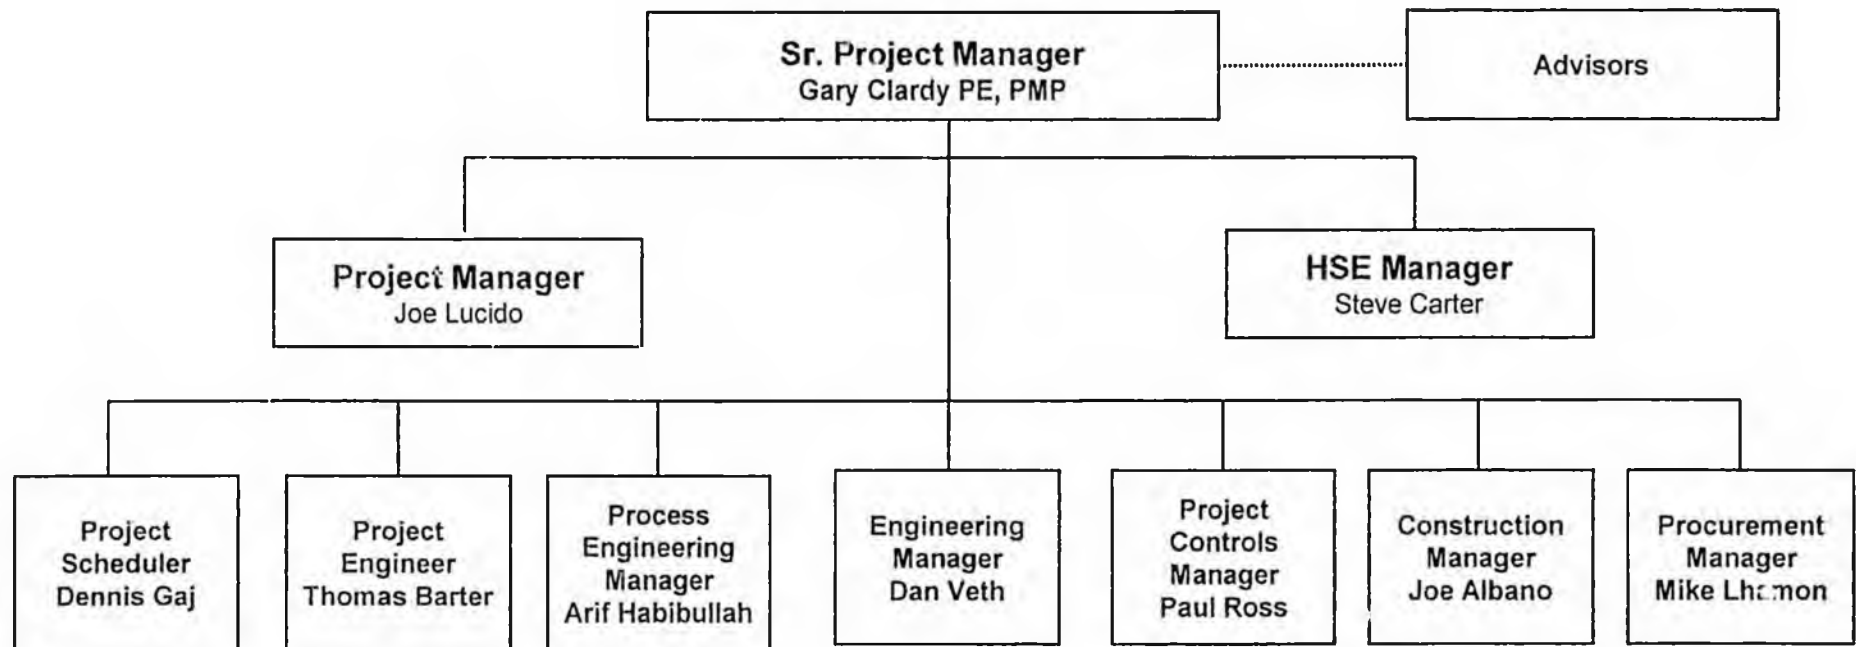 Sr. Project Manager
Gary Clardy PE, PMP
Advisors
Project Manager
Joe Lucido
HSE Manager
Steve Carter
Project
Scheduler
Dennis Gaj
Project
Engineer
Thomas Barter
Process
Engineering
Manager
Arif Habibullah
Engineering
Manager
Dan Veth
Project
Controls
Manager
Paul Ross
Construction
Manager
Joe Albano
Procurement
Manager
Mike